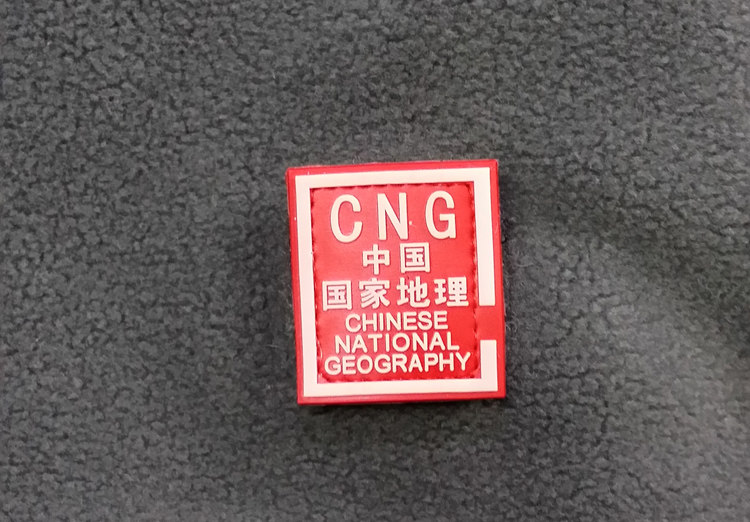 CNG
中国
国家地理
CHINESE
NATIONAL
GEOGRAPHY